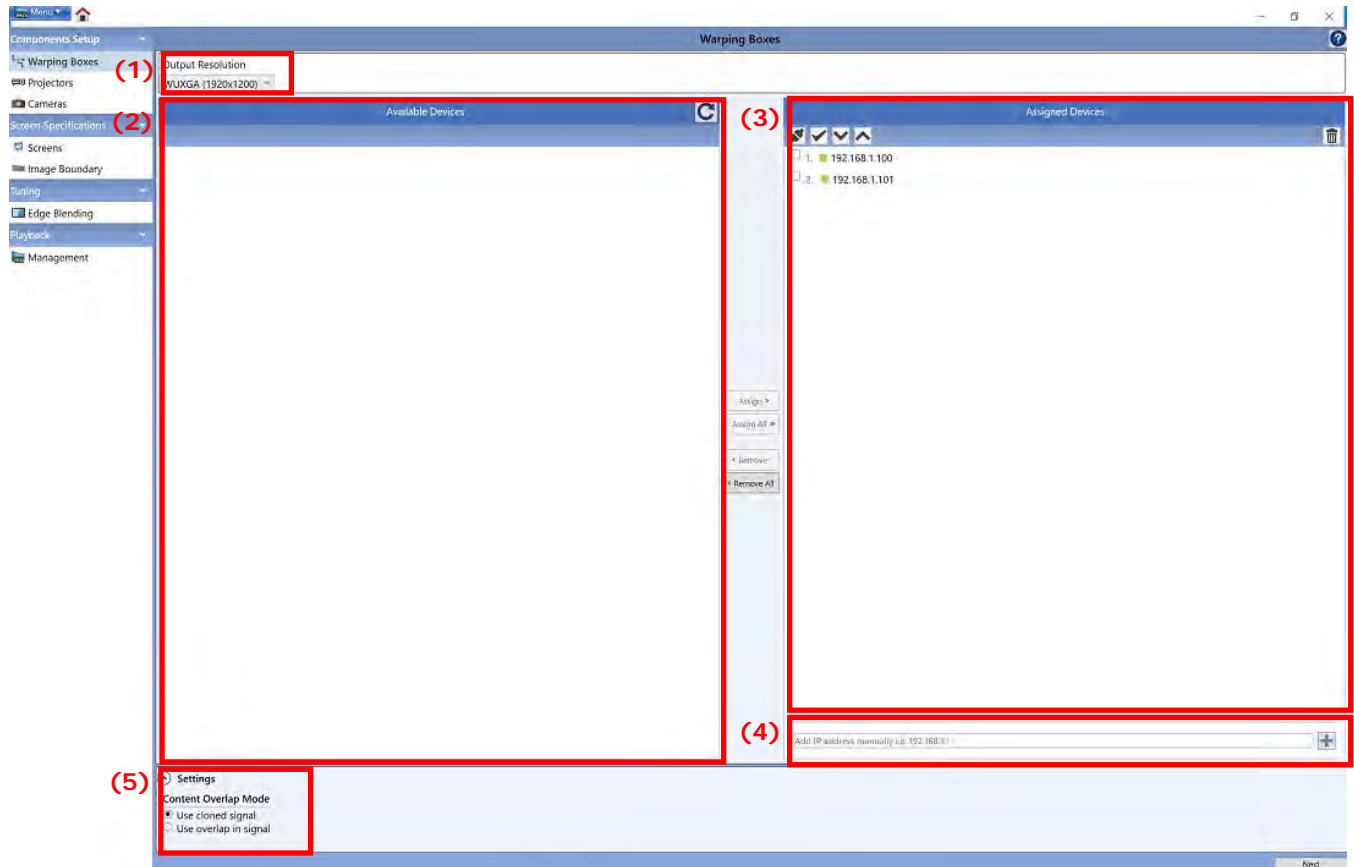 Menu
Components Setup
Warping Boxes
Warping Boxes
(1)
Output Resolution
WUXGA (1920x1200)
Projectors
Cameras
Screen Specifications
(2)
Available Devices
(3)
Assigned Devices
Screens
1. 192.168.1.100
Image Boundary
2. 192.168.1.101
Tuning
Edge Blending
Playback
Management
Assign >
Assign All »
< Remove
< Remove All
(4)
Add IP address manually i.e. 192.168.1
(5)
Settings
Content Overlap Mode
Use cloned signal
Use overlap in signal
Next